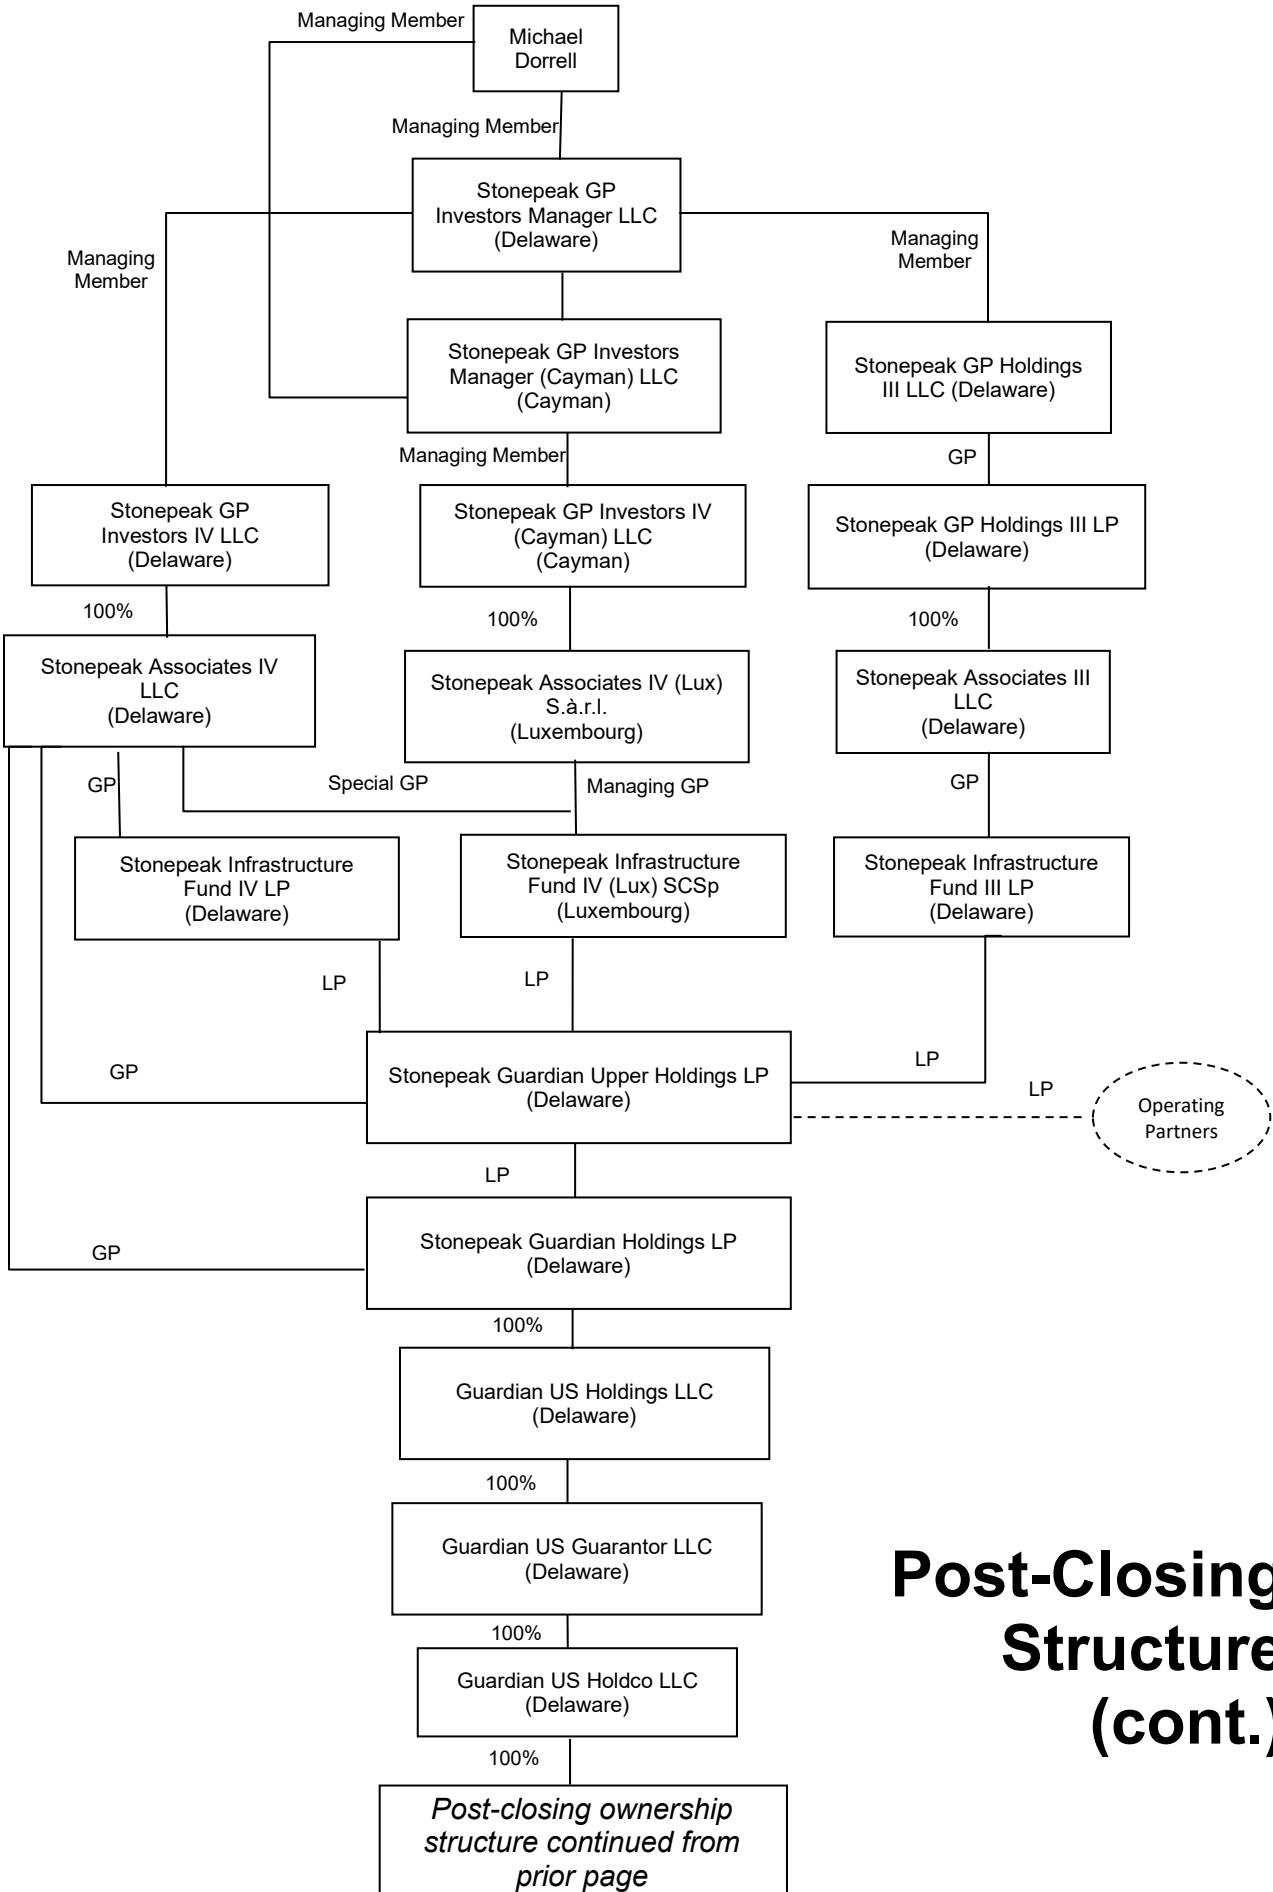 Managing Member
Michael
Dorrell
Managing Member
Stonepeak GP
Investors Manager LLC
(Delaware)
Managing
Member
Managing
Member
Stonepeak GP Investors
Manager (Cayman) LLC
(Cayman)
Stonepeak GP Holdings
III LLC (Delaware)
Managing Member
GP
Stonepeak GP
Investors IV LLC
(Delaware)
Stonepeak GP Investors IV
(Cayman) LLC
(Cayman)
Stonepeak GP Holdings III LP
(Delaware)
100%
100%
100%
Stonepeak Associates IV
LLC
(Delaware)
Stonepeak Associates IV (Lux)
S.à.r.l.
(Luxembourg)
Stonepeak Associates III
LLC
(Delaware)
GP
Special GP
Managing GP
GP
Stonepeak Infrastructure
Fund IV LP
(Delaware)
Stonepeak Infrastructure
Fund IV (Lux) SCSp
(Luxembourg)
Stonepeak Infrastructure
Fund III LP
(Delaware)
LP
LP
GP
Stonepeak Guardian Upper Holdings LP
(Delaware)
LP
LP
Operating
Partners
LP
GP
Stonepeak Guardian Holdings LP
(Delaware)
100%
Guardian US Holdings LLC
(Delaware)
100%
Guardian US Guarantor LLC
(Delaware)
100%
Guardian US Holdco LLC
(Delaware)
100%
Post-closing ownership
structure continued from
prior page
Post-Closing
Structure
(cont.)